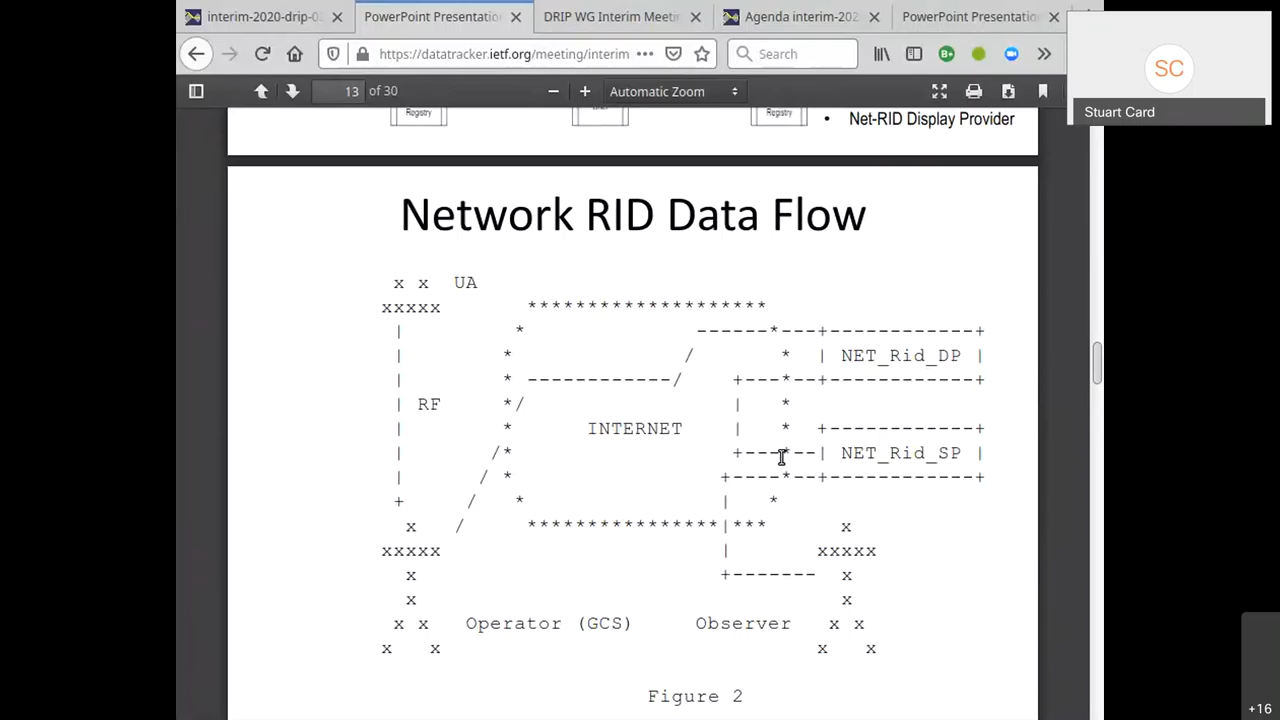 interim-2020-drip-0
PowerPoint Presentatio
DRIP WG Interim Meeti
Agenda interim-202
PowerPoint Presentatio
https://datatracker.ietf.org/meeting/interim
Search
13 of 30
Automatic Zoom
SC
Stuart Card
Registry
Registry
• Net-RID Display Provider
Network RID Data Flow
x x UA
xxxxx ********************
| * ------*---+------------+
| * / * | NET_Rid_DP |
| * ------------/ +---*--+------------+
| RF */ | *
| * INTERNET | * +------------+
| /* +---*--| NET_Rid_SP |
| / * +----*--+------------+
+ / * | *
x / ****************|*** x
xxxxx | xxxxx
x +------- x
x x
x x Operator (GCS) Observer x x
x x x x
Figure 2
+16